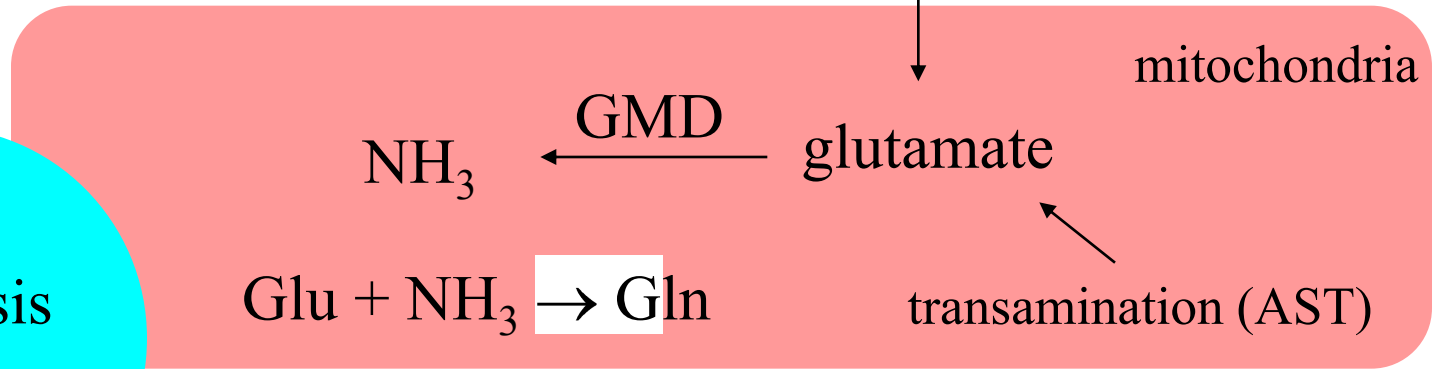 mitochondria
GMD
NH₃
glutamate
Glu + NH₃ → Gln
sis
transamination (AST)